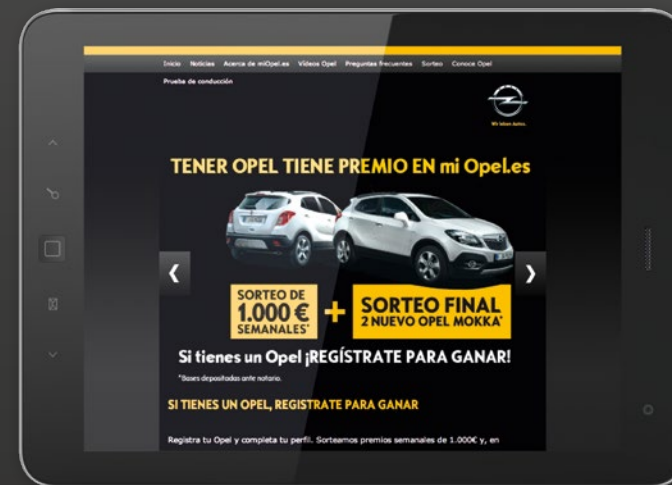 Inicio Noticias Acerca de miOpel.es Vídeos Opel Preguntas frecuentes Sorteo Conoce Opel
Prueba de conducción
Wir leben Autos.
TENER OPEL TIENE PREMIO EN mi Opel.es
SORTEO DE
1.000 €
SEMANALES*
+
SORTEO FINAL
2 NUEVO OPEL MOKKA*
Si tienes un Opel ¡REGÍSTRATE PARA GANAR!
*Bases depositadas ante notario.
SI TIENES UN OPEL, REGISTRATE PARA GANAR
Registra tu Opel y completa tu perfil. Sorteamos premios semanales de 1.000€ y, en